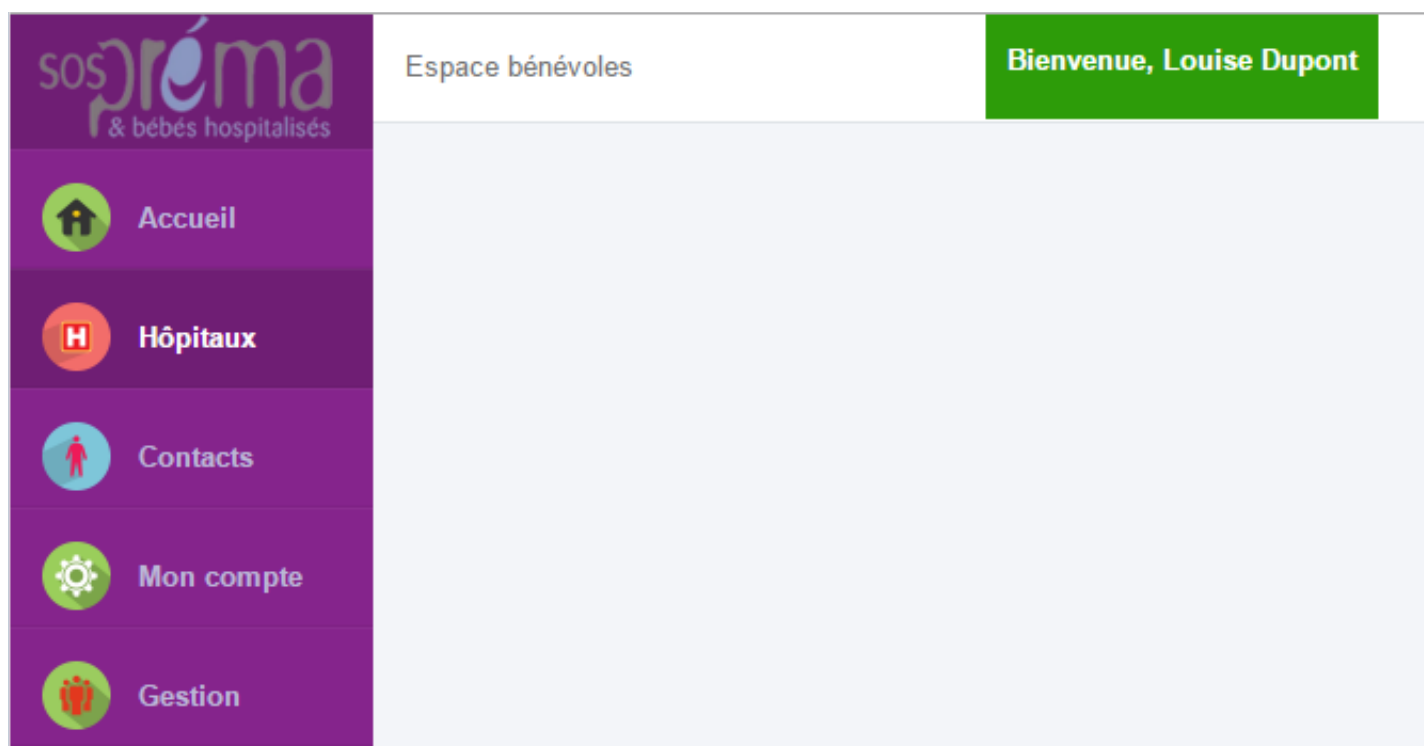 sos préma
& bébés hospitalisés
Espace bénévoles
Bienvenue, Louise Dupont
Accueil
H
Hôpitaux
Contacts
Mon compte
Gestion